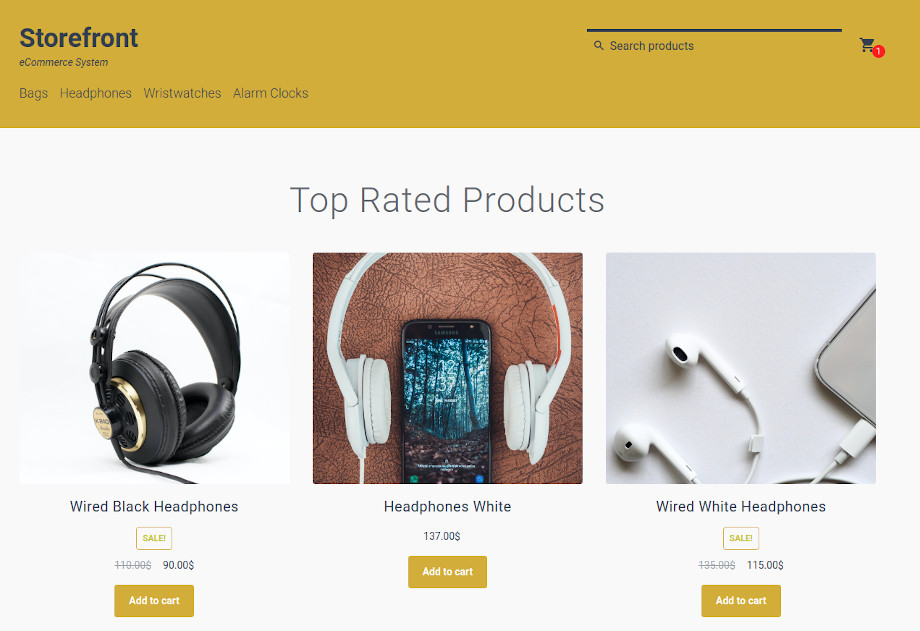 Storefront
eCommerce System
Search products
1
Bags Headphones Wristwatches Alarm Clocks
Top Rated Products
SAMSUNG
Wired Black Headphones
Headphones White
Wired White Headphones
SALE!
137.00$
SALE!
110.00$ 90.00$
Add to cart
135.00$ 115.00$
Add to cart
Add to cart